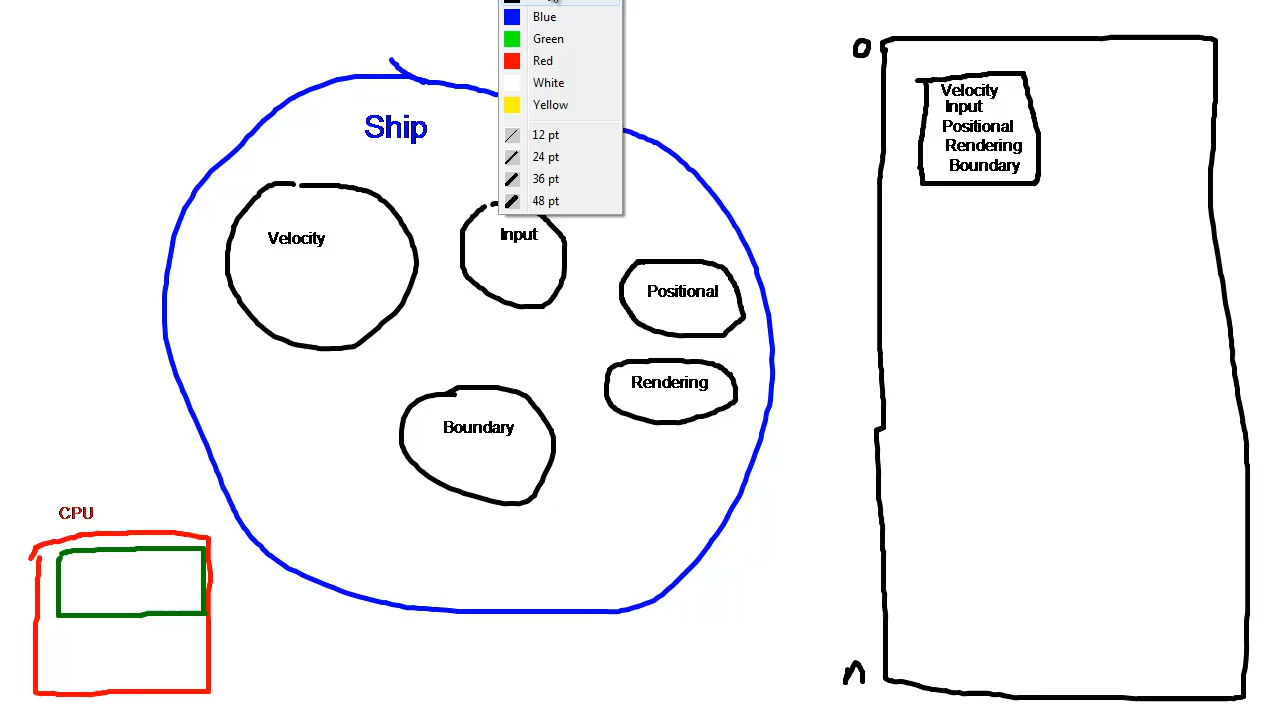 Blue
Green
Red
White
Yellow
12 pt
24 pt
36 pt
48 pt
Ship
Velocity
Input
Positional
Rendering
Boundary
CPU
0
Velocity
Input
Positional
Rendering
Boundary
n